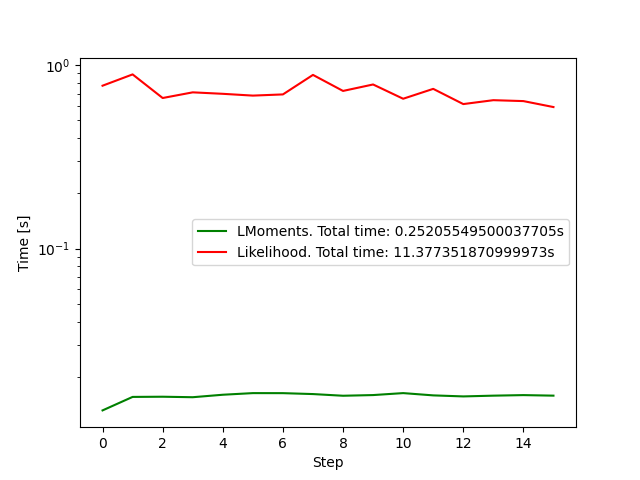 10⁰
10⁻¹
Time [s]
LMoments. Total time: 0.25205549500037705s
Likelihood. Total time: 11.377351870999973s
0 2 4 6 8 10 12 14
Step